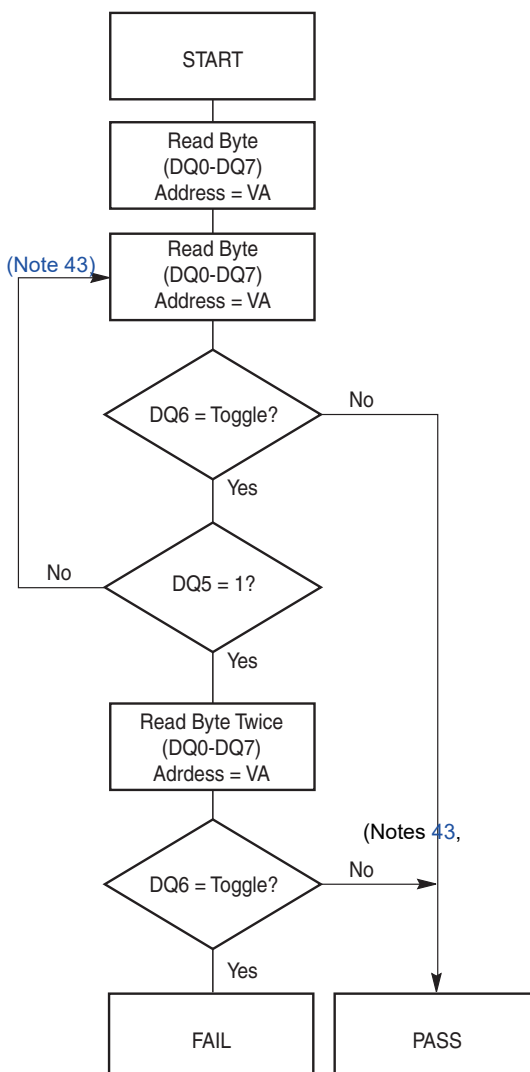 START
Read Byte
(DQ0-DQ7)
Address = VA
(Note 43)
Read Byte
(DQ0-DQ7)
Address = VA
DQ6 = Toggle?
No
Yes
No
DQ5 = 1?
Yes
Read Byte Twice
(DQ0-DQ7)
Adrdess = VA
(Notes 43,
DQ6 = Toggle?
No
Yes
FAIL
PASS